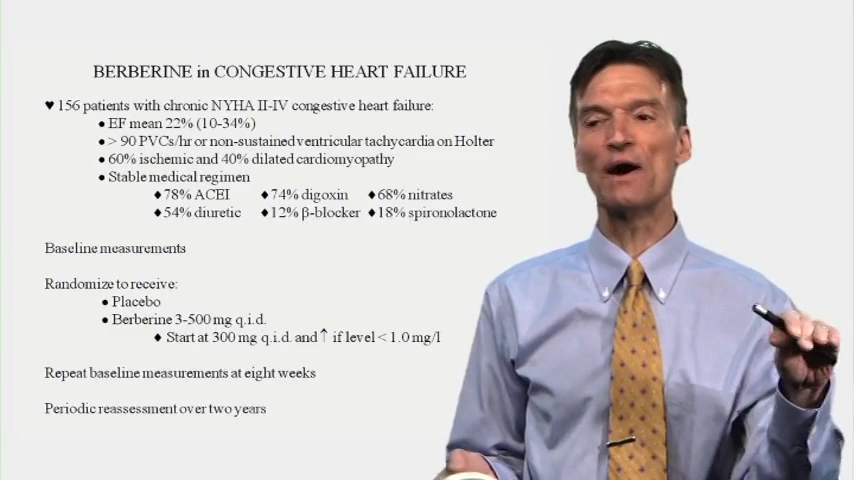 BERBERINE in CONGESTIVE HEART FAILURE
♥ 156 patients with chronic NYHA II-IV congestive heart failure:
● EF mean 22% (10-34%)
● > 90 PVCs/hr or non-sustained ventricular tachycardia on Holter
● 60% ischemic and 40% dilated cardiomyopathy
● Stable medical regimen
♦ 78% ACEI ♦ 74% digoxin ♦ 68% nitrates
♦ 54% diuretic ♦ 12% β-blocker ♦ 18% spironolactone
Baseline measurements
Randomize to receive:
● Placebo
● Berberine 3-500 mg q.i.d.
♦ Start at 300 mg q.i.d. and ↑ if level < 1.0 mg/l
Repeat baseline measurements at eight weeks
Periodic reassessment over two years